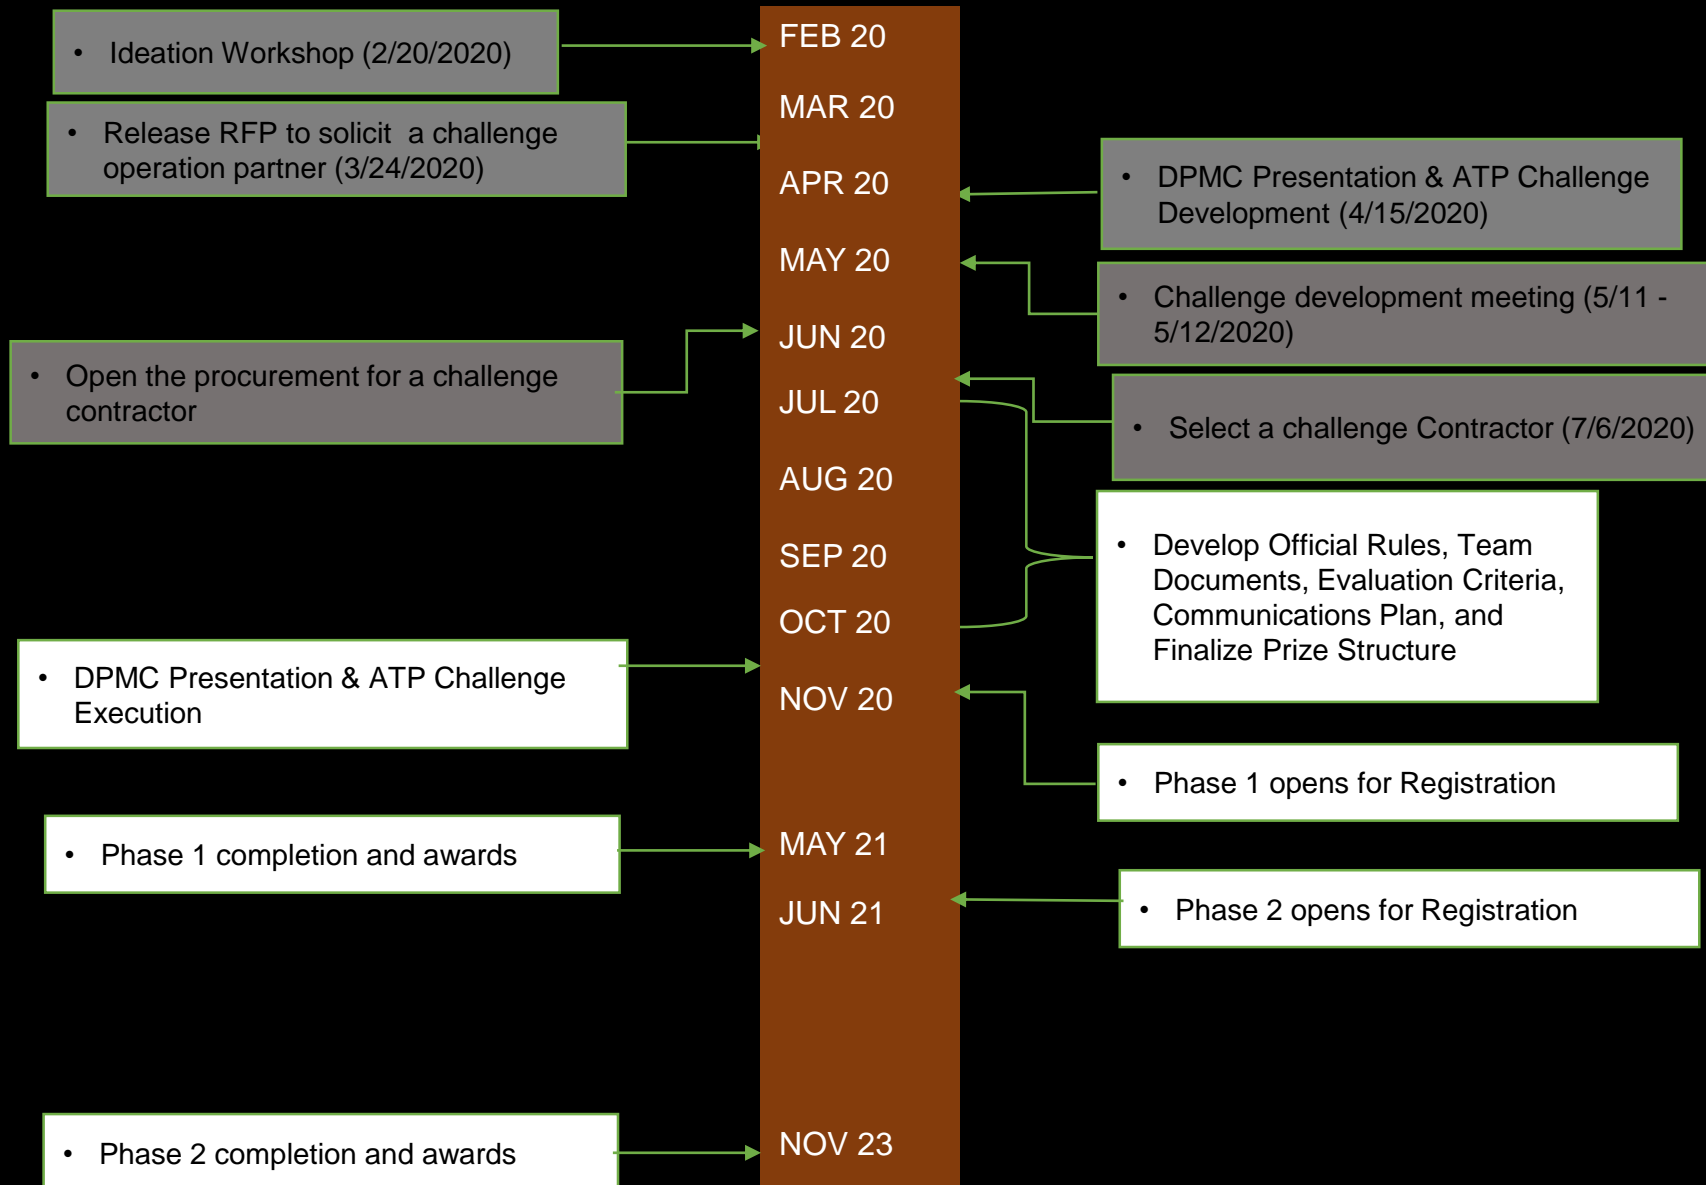 FEB 20
• Ideation Workshop (2/20/2020)
MAR 20
• Release RFP to solicit  a challenge
operation partner (3/24/2020)
APR 20
• DPMC Presentation & ATP Challenge
Development (4/15/2020)
MAY 20
• Challenge development meeting (5/11 -
5/12/2020)
JUN 20
• Open the procurement for a challenge
contractor
JUL 20
• Select a challenge Contractor (7/6/2020)
AUG 20
SEP 20
• Develop Official Rules, Team
Documents, Evaluation Criteria,
Communications Plan, and
Finalize Prize Structure
OCT 20
• DPMC Presentation & ATP Challenge
Execution
NOV 20
• Phase 1 opens for Registration
MAY 21
• Phase 1 completion and awards
JUN 21
• Phase 2 opens for Registration
NOV 23
• Phase 2 completion and awards